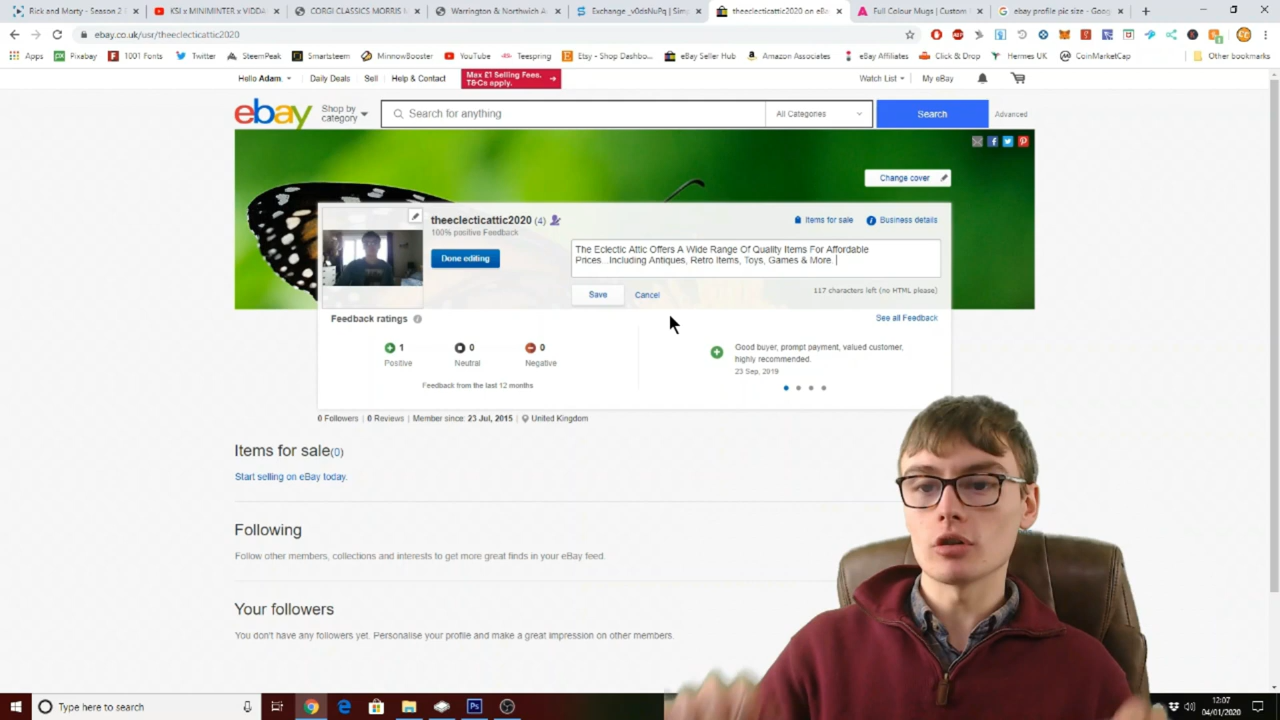 Rick and Morty - Season 2
KSI x MINIMINTER x VIDDA
CORGI CLASSICS MORRIS
Warrington & Northwich A
Exchange _v0dsNuPq | Sim
theeclecticattic2020 on eBa
Full Colour Mugs | Custom
ebay profile pic size - Goog
ebay.co.uk/usr/theeclecticattic2020
Apps
Pixabay
1001 Fonts
Twitter
SteemPeak
Smartsteem
MinnowBooster
YouTube
Teespring
Etsy - Shop Dashbo...
eBay Seller Hub
Amazon Associates
eBay Affiliates
Click & Drop
Hermes UK
CoinMarketCap
Other bookmarks
Hello Adam.
Daily Deals
Sell
Help & Contact
Max £1 Selling Fees.
T&Cs apply.
Watch List
My eBay
ebay
Shop by
category
Search for anything
All Categories
Search
Advanced
Change cover
theeclecticattic2020 (4)
100% positive Feedback
Done editing
Items for sale
Business details
The Eclectic Attic Offers A Wide Range Of Quality Items For Affordable
Prices...Including Antiques, Retro Items, Toys, Games & More.
Save
Cancel
117 characters left (no HTML please)
Feedback ratings
See all Feedback
1
Positive
0
Neutral
0
Negative
Feedback from the last 12 months
Good buyer, prompt payment, valued customer,
highly recommended.
23 Sep, 2019
0 Followers | 0 Reviews | Member since: 23 Jul, 2015 | United Kingdom
Items for sale(0)
Start selling on eBay today.
Following
Follow other members, collections and interests to get more great finds in your eBay feed.
Your followers
You don't have any followers yet. Personalise your profile and make a great impression on other members.
Type here to search
Ps
12:07
04/01/2020